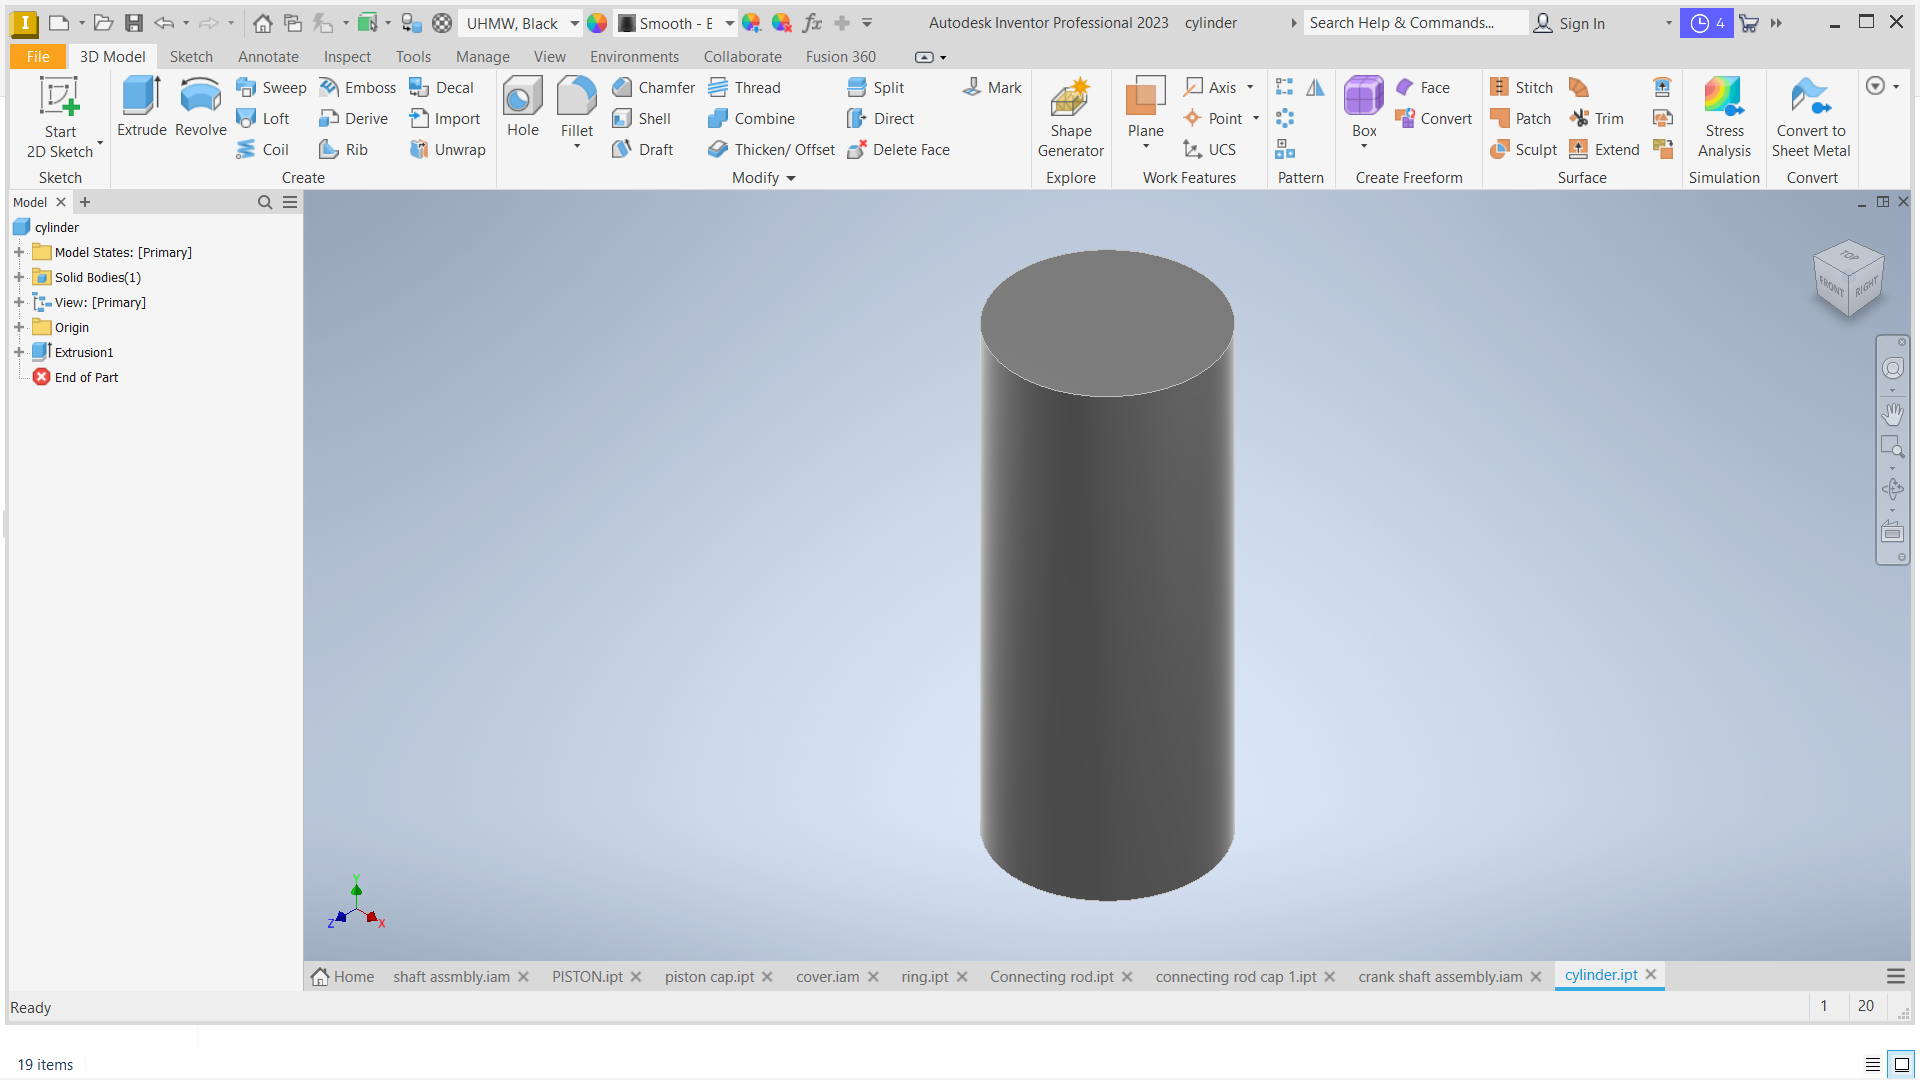 UHMW, Black
Smooth - E
Autodesk Inventor Professional 2023 cylinder
Search Help & Commands...
Sign In
4
File 3D Model Sketch Annotate Inspect Tools Manage View Environments Collaborate Fusion 360
Start
2D Sketch
Extrude
Revolve
Sweep
Loft
Coil
Emboss
Derive
Rib
Decal
Import
Unwrap
Hole
Fillet
Chamfer
Shell
Draft
Thread
Combine
Thicken/ Offset
Split
Direct
Delete Face
Mark
Shape
Generator
Plane
Axis
Point
UCS
Box
Face
Convert
Stitch
Patch
Sculpt
Trim
Extend
Stress
Analysis
Convert to
Sheet Metal
Sketch Create Modify Explore Work Features Pattern Create Freeform Surface Simulation Convert
Model
cylinder
Model States: [Primary]
Solid Bodies(1)
View: [Primary]
Origin
Extrusion1
End of Part
TOP
FRONT RIGHT
Y
Z X
Home shaft assmbly.iam PISTON.ipt piston cap.ipt cover.iam ring.ipt Connecting rod.ipt connecting rod cap 1.ipt crank shaft assembly.iam cylinder.ipt
Ready
1 20
19 items